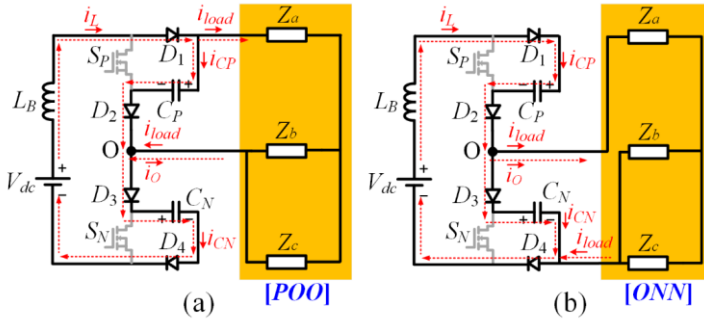 i_L
i_load
Z_a
S_P
D_1
i_CP
− +
C_P
L_B
D_2
i_load
Z_b
O
i_O
+
V_dc
−
D_3
C_N
+ −
S_N
D_4
i_CN
Z_c
(a)
[POO]
i_L
Z_a
S_P
D_1
i_CP
− +
C_P
L_B
D_2
i_load
Z_b
O
i_O
+
V_dc
−
D_3
C_N
+ −
i_CN
S_N
D_4
i_load
Z_c
(b)
[ONN]